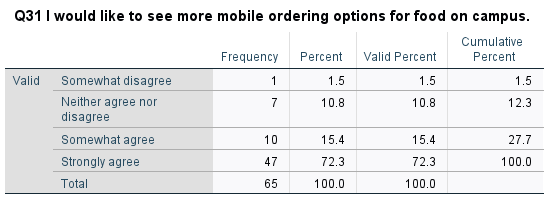 Q31 I would like to see more mobile ordering options for food on campus.
Frequency Percent Valid Percent Cumulative Percent
Valid Somewhat disagree 1 1.5 1.5 1.5
Neither agree nor disagree 7 10.8 10.8 12.3
Somewhat agree 10 15.4 15.4 27.7
Strongly agree 47 72.3 72.3 100.0
Total 65 100.0 100.0